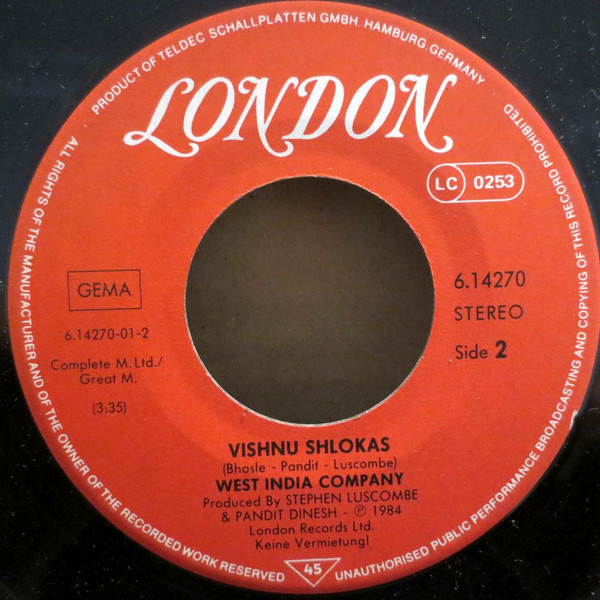 PRODUCT OF TELDEC SCHALLPLATTEN GMBH. HAMBURG, GERMANY
LONDON
LC 0253
GEMA
6.14270-01-2
Complete M. Ltd./
Great M.
(3:35)
6.14270
STEREO
Side 2
VISHNU SHLOKAS
(Bhosle - Pandit - Luscombe)
WEST INDIA COMPANY
Produced By STEPHEN LUSCOMBE
& PANDIT DINESH - ℗ 1984
London Records Ltd.
Keine Vermietung!
45
ALL RIGHTS OF THE MANUFACTURER AND OF THE OWNER OF THE RECORDED WORK RESERVED
UNAUTHORISED PUBLIC PERFORMANCE BROADCASTING AND COPYING OF THIS RECORD PROHIBITED